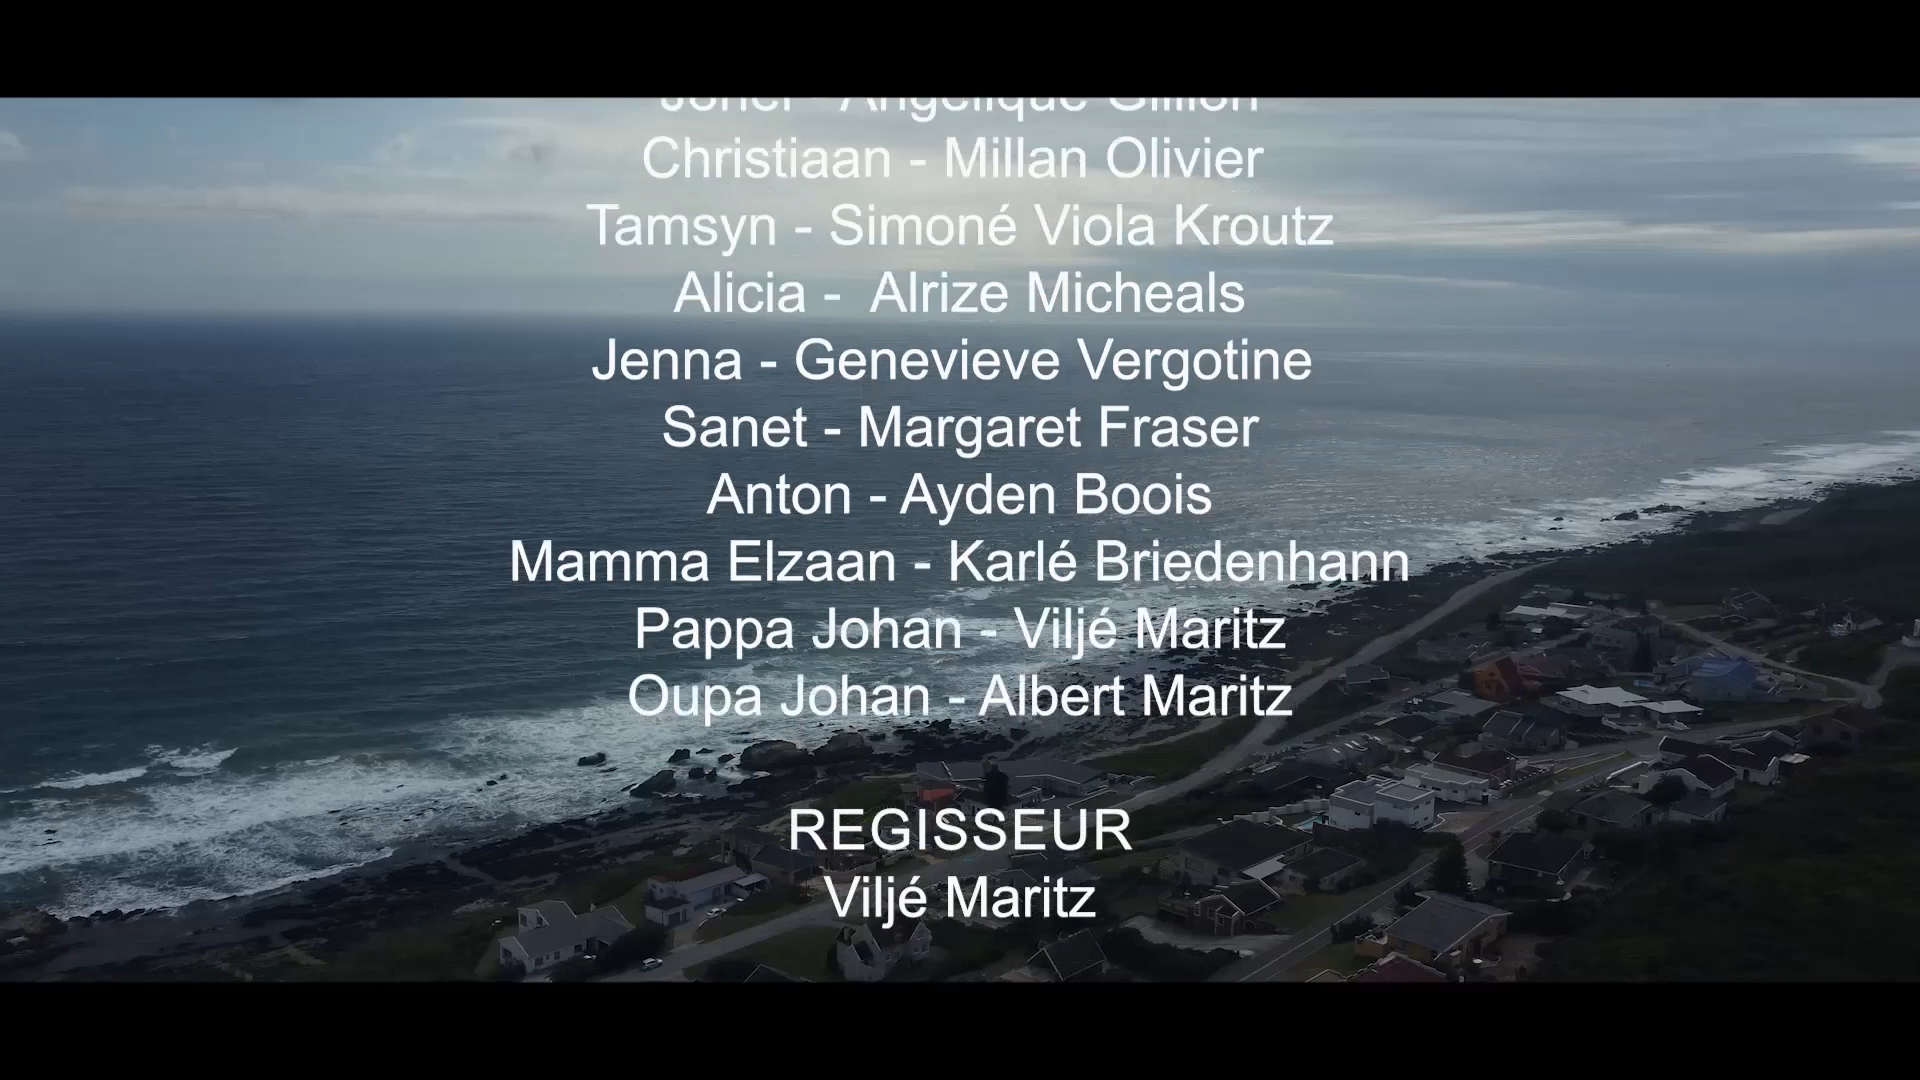 Christiaan - Millan Olivier
Tamsyn - Simoné Viola Kroutz
Alicia -  Alrize Micheals
Jenna - Genevieve Vergotine
Sanet - Margaret Fraser
Anton - Ayden Boois
Mamma Elzaan - Karlé Briedenhann
Pappa Johan - Viljé Maritz
Oupa Johan - Albert Maritz
REGISSEUR
Viljé Maritz